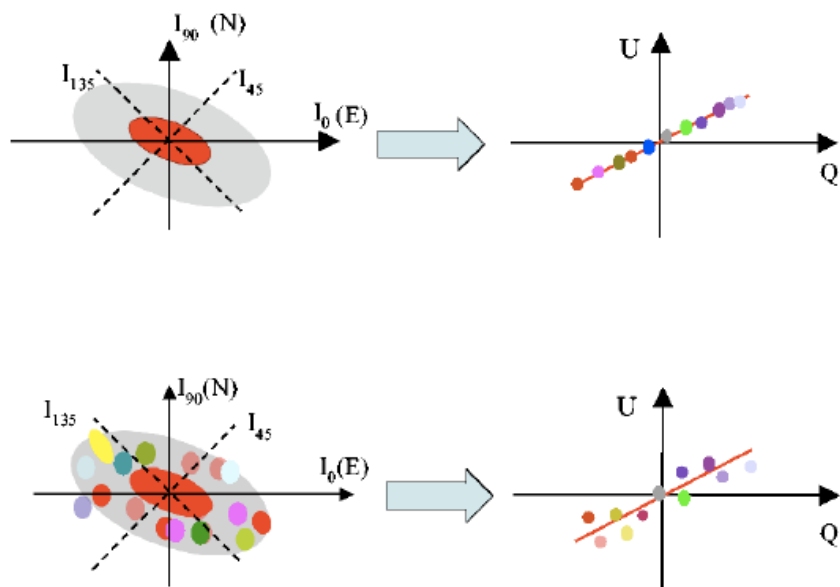 I₉₀ (N)
U
I₁₃₅
I₄₅
I₀ (E)
Q
I₉₀(N)
U
I₁₃₅
I₄₅
I₀(E)
Q